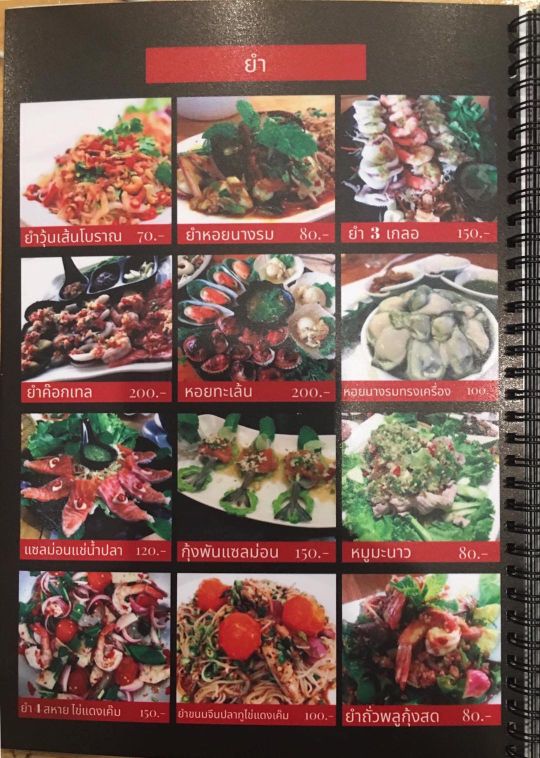 ยำ
ยำวุ้นเส้นโบราณ 70.-
ยำหอยนางรม 80.-
ยำ 3 เกลอ 150.-
ยำค๊อกเทล 200.-
หอยทะเล้น 200.-
หอยนางรมทรงเครื่อง 100.-
แซลม่อนแช่น้ำปลา 120.-
กุ้งพันแซลม่อน 150.-
หมูมะนาว 80.-
ยำ 4 สหาย ไข่แดงเค็ม 150.-
ยำขนมจีนปลาทูไข่แดงเค็ม 100.-
ยำถั่วพลูกุ้งสด 80.-